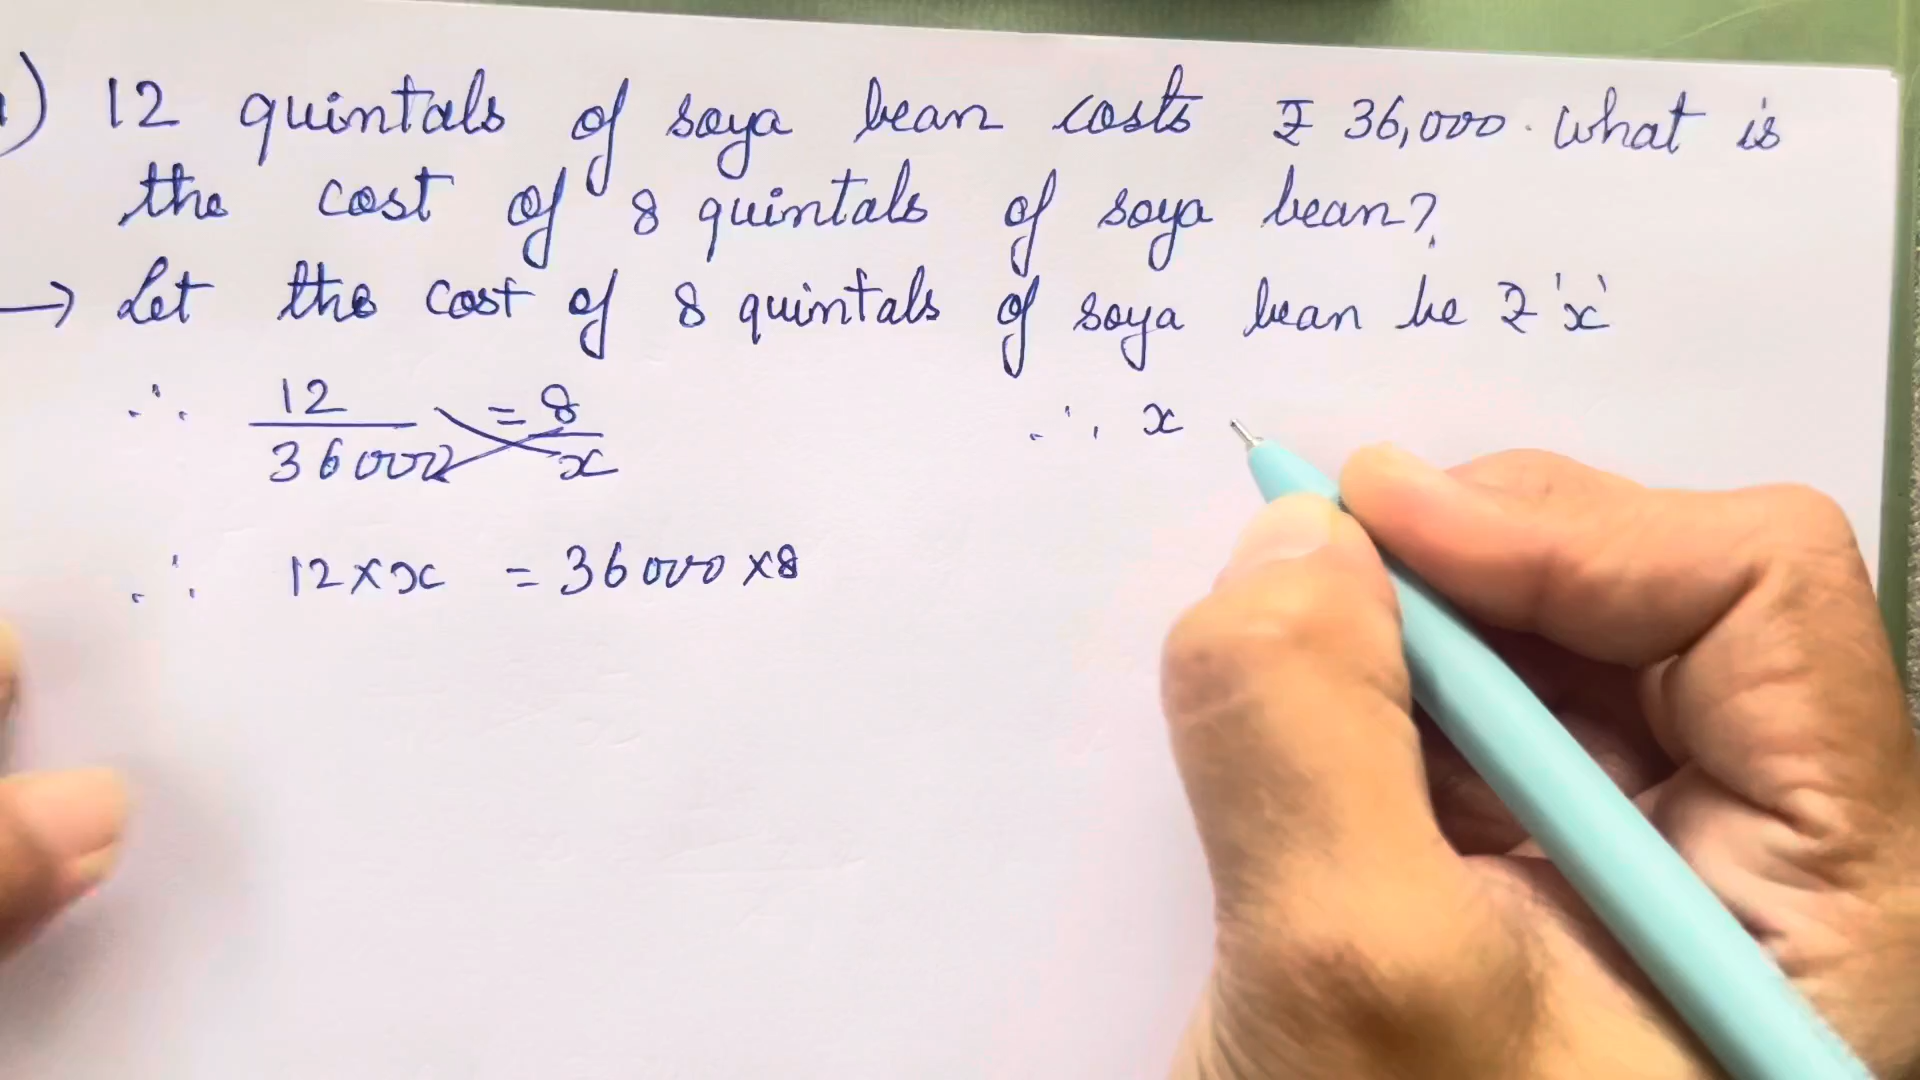 ) 12 quintals of soya bean costs ₹ 36,000. What is
the cost of 8 quintals of soya bean?
→ Let the cost of 8 quintals of soya bean be ₹ 'x'
∴ 12/36000 = 8/x
∴ x
∴ 12 × x = 36000 × 8